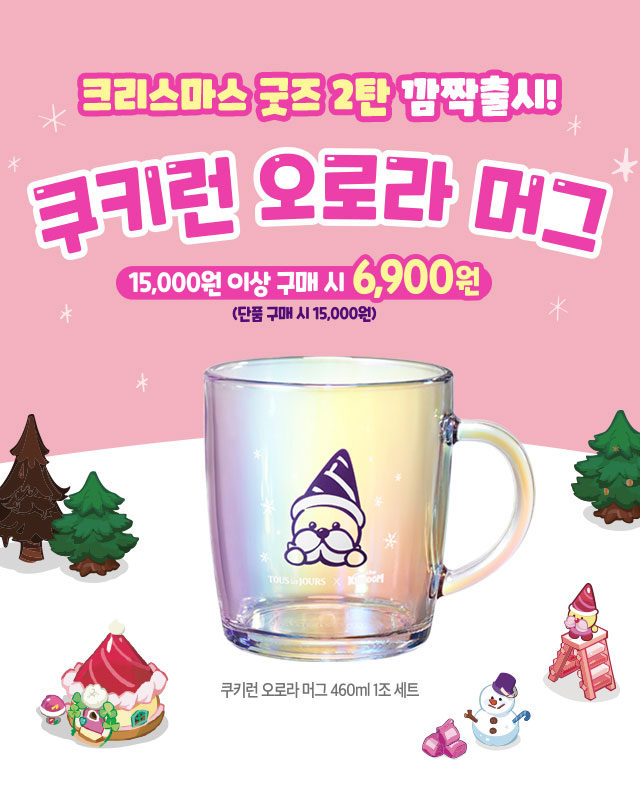 크리스마스 굿즈 2탄 깜짝출시!
쿠키런 오로라 머그
15,000원 이상 구매 시 6,900원
(단품 구매 시 15,000원)
TOUS les JOURS X
쿠키런 오로라 머그 460ml 1조 세트